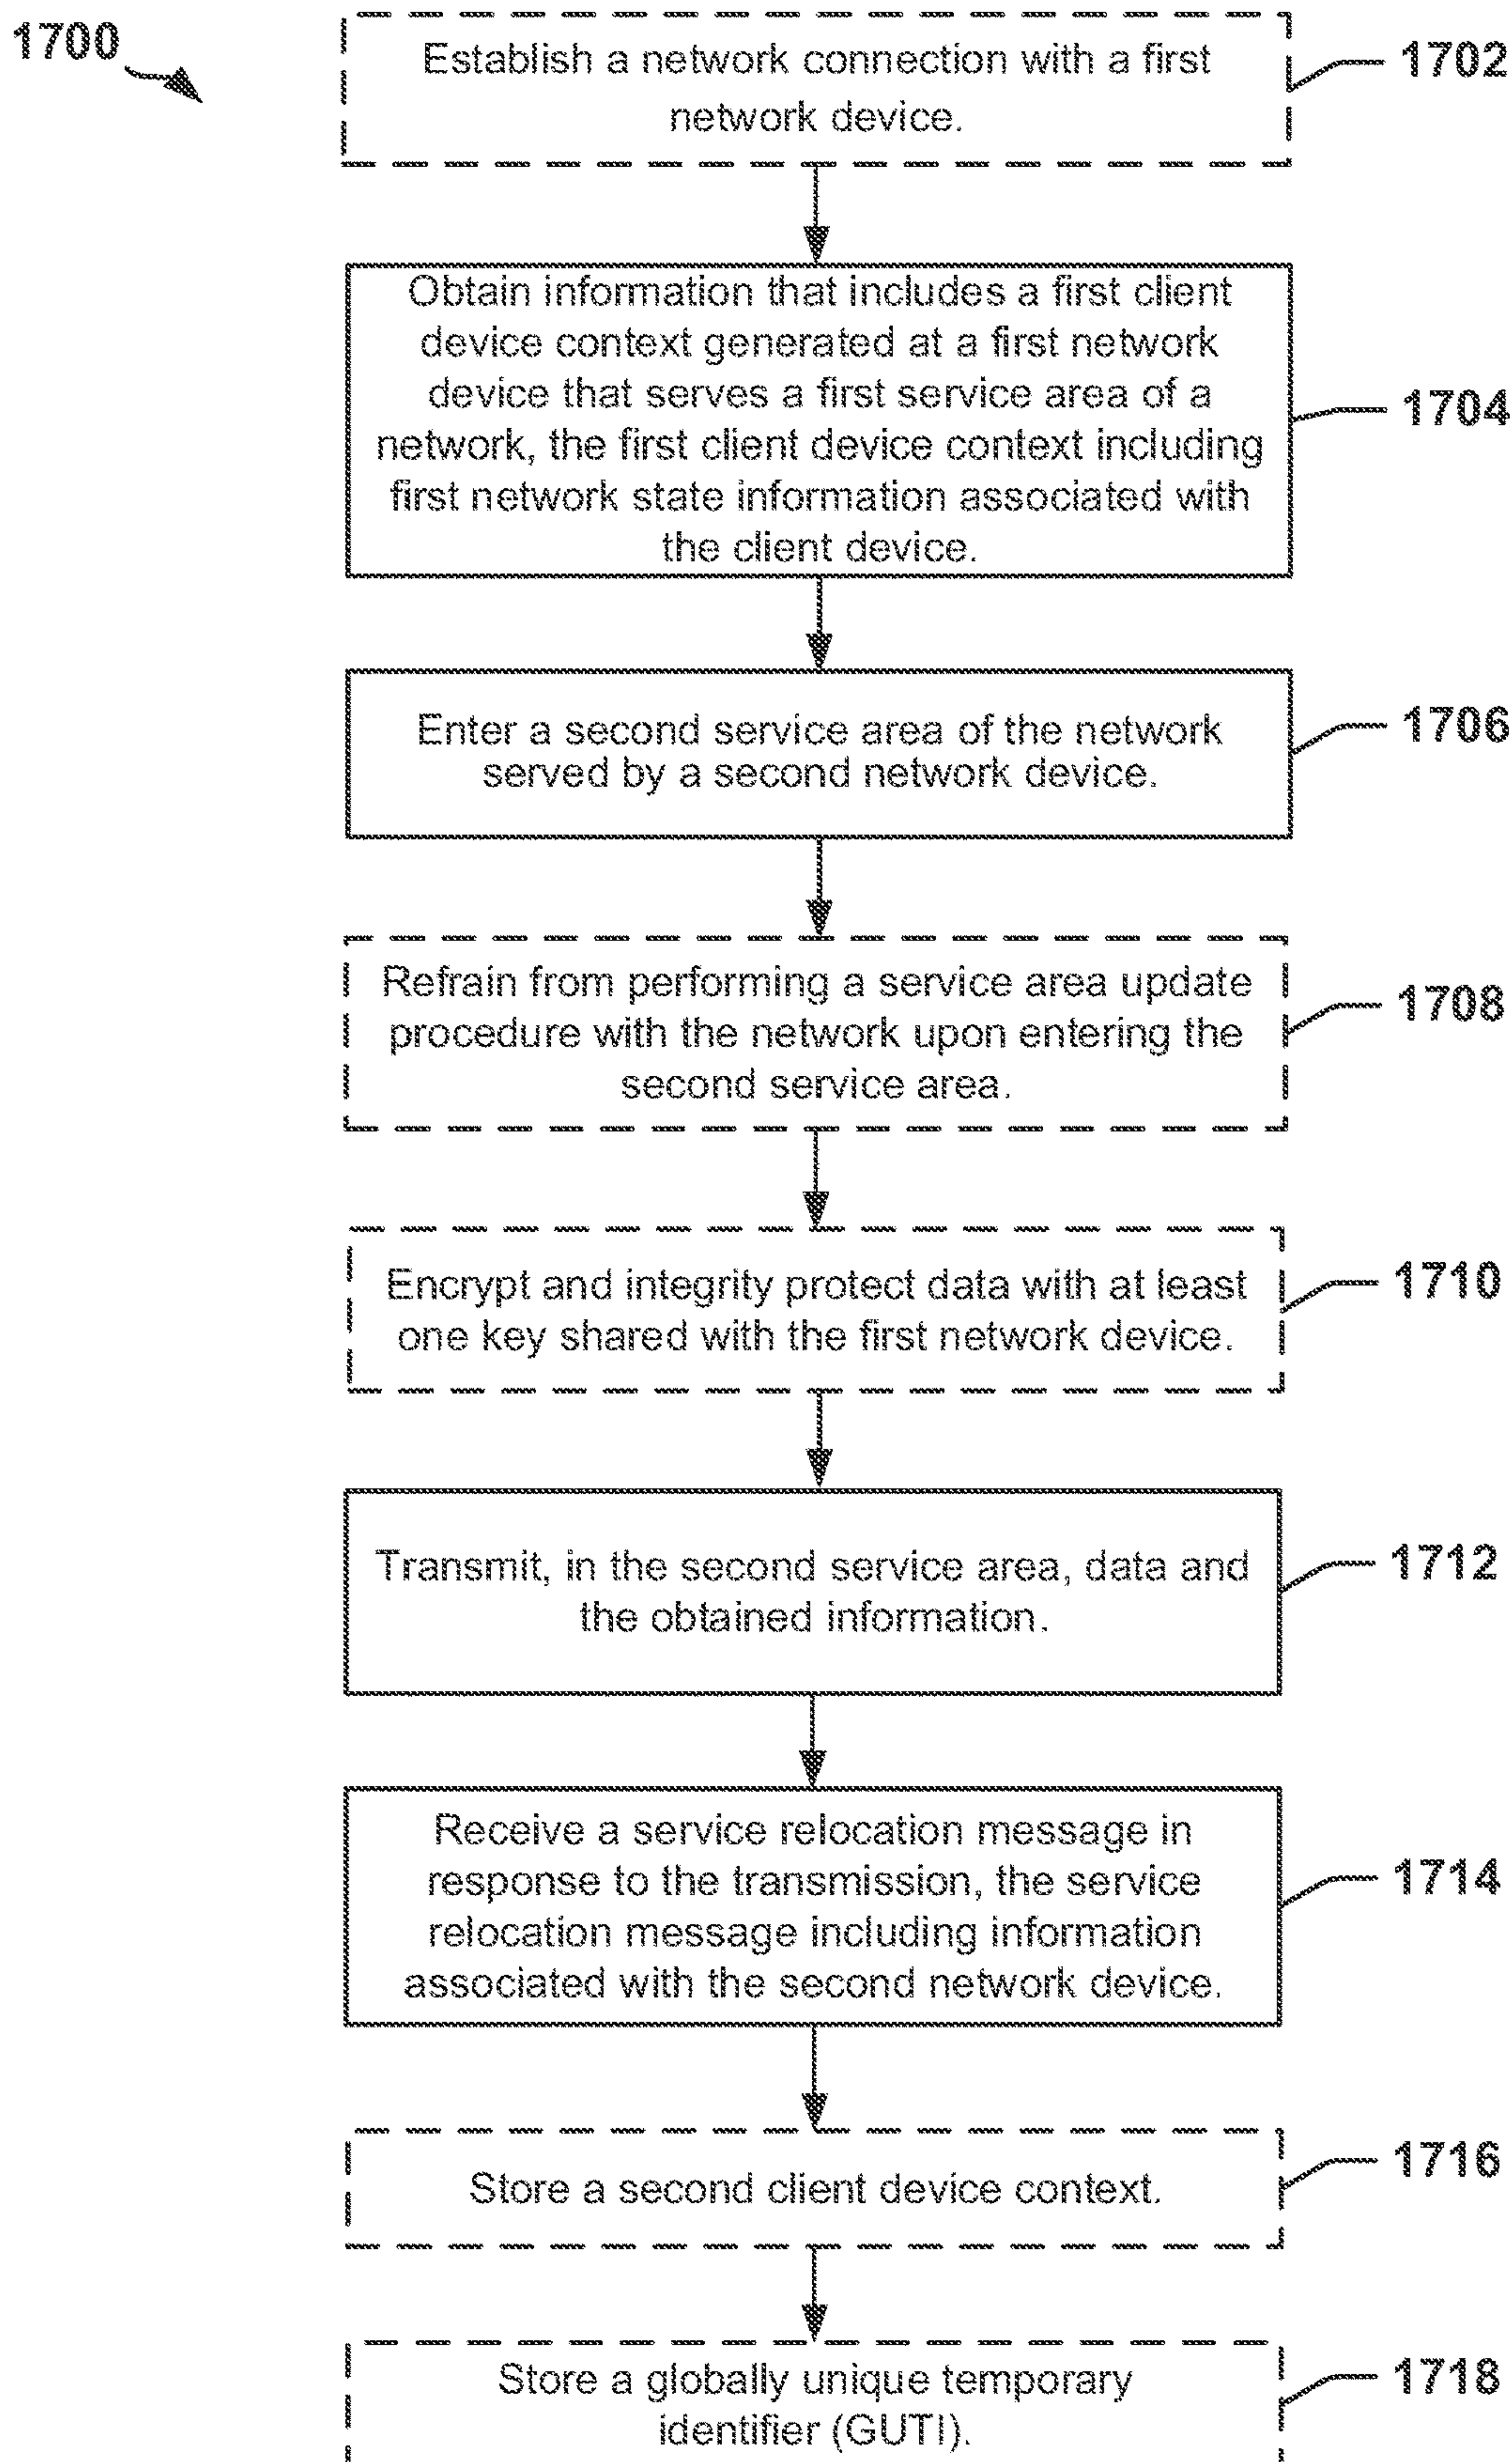 1700
Establish a network connection with a first
network device.
1702
Obtain information that includes a first client
device context generated at a first network
device that serves a first service area of a
network, the first client device context including
first network state information associated with
the client device.
1704
Enter a second service area of the network
served by a second network device.
1706
Refrain from performing a service area update
procedure with the network upon entering the
second service area.
1708
Encrypt and integrity protect data with at least
one key shared with the first network device.
1710
Transmit, in the second service area, data and
the obtained information.
1712
Receive a service relocation message in
response to the transmission, the service
relocation message including information
associated with the second network device.
1714
Store a second client device context.
1716
Store a globally unique temporary
identifier (GUTI).
1718